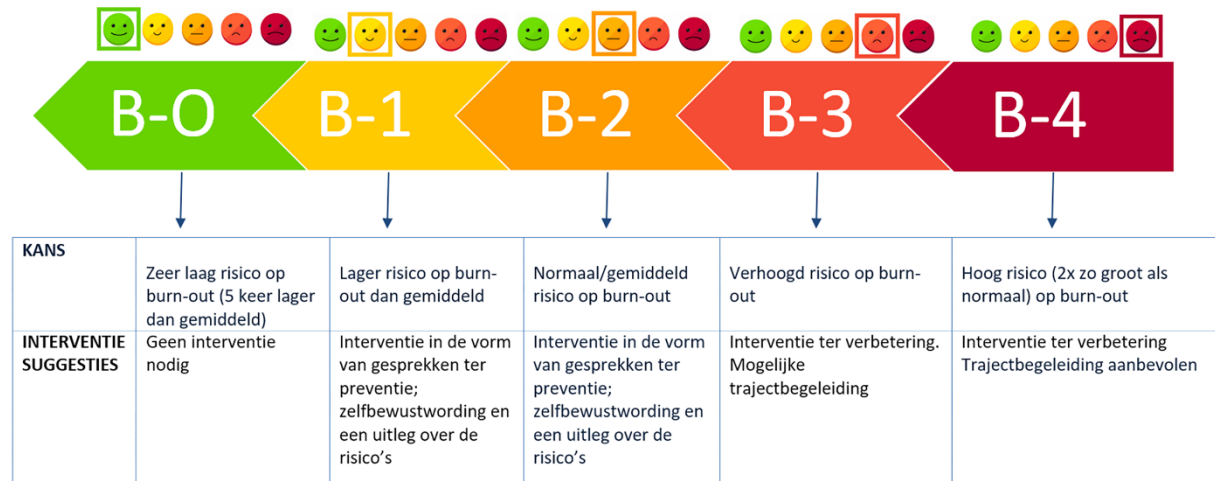 B-O
B-1
B-2
B-3
B-4
KANS
Zeer laag risico op
burn-out (5 keer lager
dan gemiddeld)
Lager risico op burn-
out dan gemiddeld
Normaal/gemiddeld
risico op burn-out
Verhoogd risico op burn-
out
Hoog risico (2x zo groot als
normaal) op burn-out
INTERVENTIE
SUGGESTIES
Geen interventie
nodig
Interventie in de vorm
van gesprekken ter
preventie;
zelfbewustwording en
een uitleg over de
risico's
Interventie in de vorm
van gesprekken ter
preventie;
zelfbewustwording en
een uitleg over de
risico's
Interventie ter verbetering.
Mogelijke
trajectbegeleiding
Interventie ter verbetering
Trajectbegeleiding aanbevolen